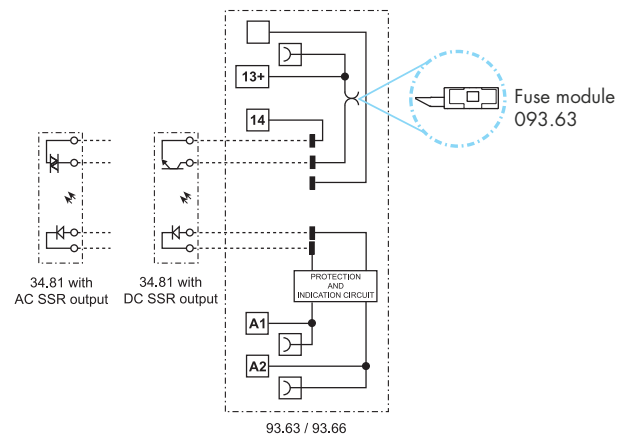 13+
14
Fuse module
093.63
34.81 with
AC SSR output
34.81 with
DC SSR output
PROTECTION
AND
INDICATION CIRCUIT
A1
A2
93.63 / 93.66